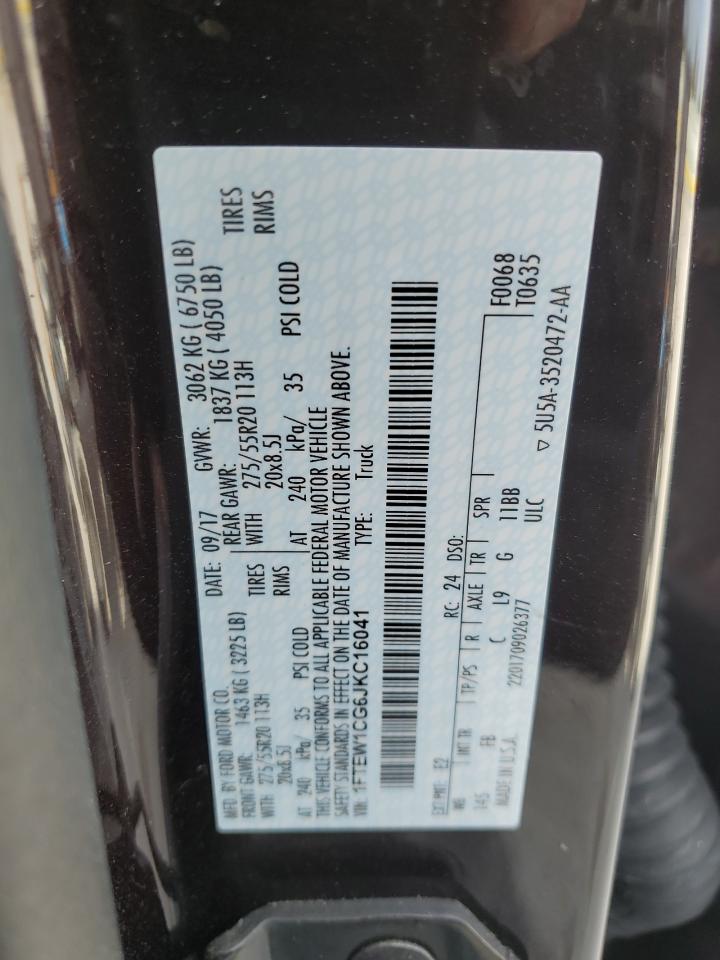 MFD. BY FORD MOTOR CO. DATE: 09/17 GVWR: 3062 KG ( 6750 LB)
FRONT GAWR: 1463 KG ( 3225 LB) REAR GAWR: 1837 KG ( 4050 LB)
WITH 275/55R20 113H TIRES WITH 275/55R20 113H TIRES
20x8.5J RIMS 20x8.5J RIMS
AT 240 kPa/ 35 PSI COLD AT 240 kPa/ 35 PSI COLD
THIS VEHICLE CONFORMS TO ALL APPLICABLE FEDERAL MOTOR VEHICLE
SAFETY STANDARDS IN EFFECT ON THE DATE OF MANUFACTURE SHOWN ABOVE.
VIN: 1FTEW1CG6JKC16041 TYPE: Truck
EXT PNT: E2 RC: 24 DSO: F0068
WB INT TR TP/PS R AXLE TR SPR T0635
145 FB C L9 G 11BB
MADE IN U.S.A. 2201709026377 ULC
▽ 5U5A-3520472-AA